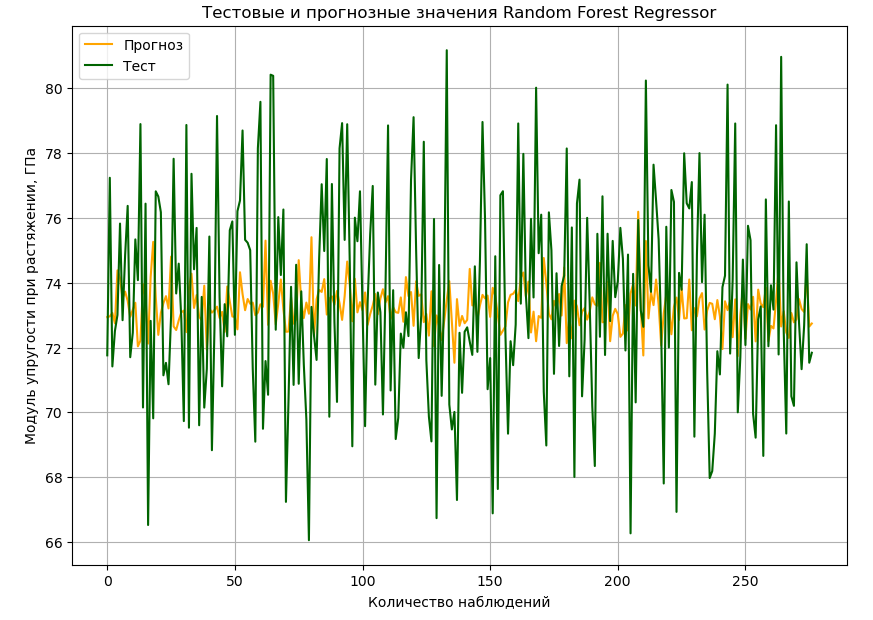 Тестовые и прогнозные значения Random Forest Regressor
Прогноз
Тест
Модуль упругости при растяжении, ГПа
80
78
76
74
72
70
68
66
0
50
100
150
200
250
Количество наблюдений